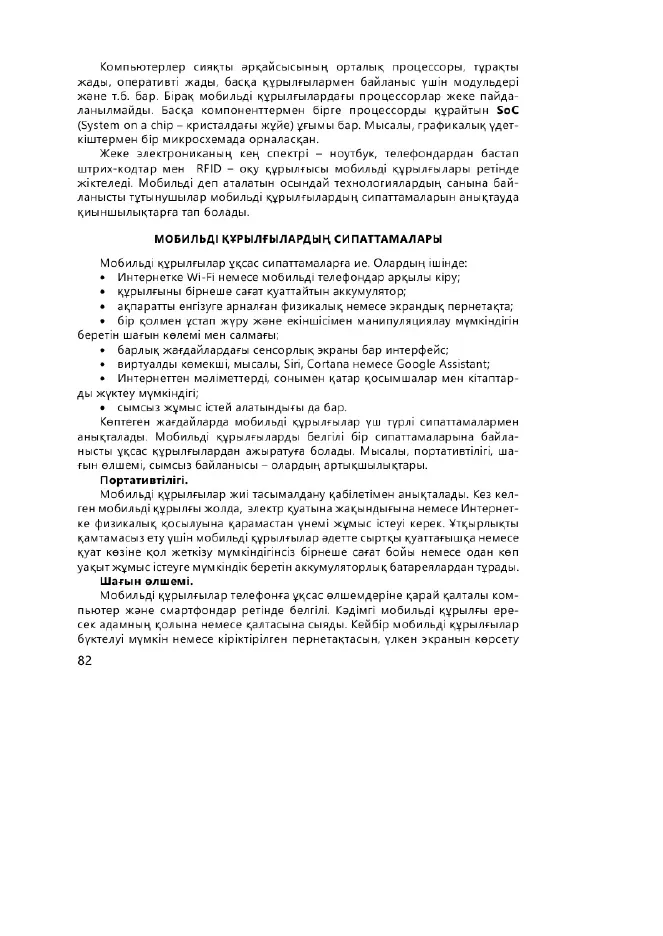 Компьютерлер сияқты әрқайсысының орталық процессоры, тұрақты
жады, оперативті жады, басқа құрылғылармен байланыс үшін модульдері
және т.б. бар. Бірақ мобильді құрылғылардағы процессорлар жеке пайда-
ланылмайды. Басқа компоненттермен бірге процессорды құрайтын SoC
(System on a chip – кристалдағы жүйе) ұғымы бар. Мысалы, графикалық үдет-
кіштермен бір микросхемада орналасқан.
Жеке электрониканың кең спектрі – ноутбук, телефондардан бастап
штрих-кодтар мен RFID – оқу құрылғысы мобильді құрылғылары ретінде
жіктеледі. Мобильді деп аталатын осындай технологиялардың санына бай-
ланысты тұтынушылар мобильді құрылғылардың сипаттамаларын анықтауда
қиыншылықтарға тап болады.
МОБИЛЬДІ ҚҰРЫЛҒЫЛАРДЫҢ СИПАТТАМАЛАРЫ
Мобильді құрылғылар ұқсас сипаттамаларға ие. Олардың ішінде:
• Интернетке Wi-Fi немесе мобильді телефондар арқылы кіру;
• құрылғыны бірнеше сағат қуаттайтын аккумулятор;
• ақпаратты енгізуге арналған физикалық немесе экрандық пернетақта;
• бір қолмен ұстап жүру және екіншісімен манипуляциялау мүмкіндігін
беретін шағын көлемі мен салмағы;
• барлық жағдайлардағы сенсорлық экраны бар интерфейс;
• виртуалды көмекші, мысалы, Siri, Cortana немесе Google Assistant;
• Интернеттен мәліметтерді, сонымен қатар қосымшалар мен кітаптар-
ды жүктеу мүмкіндігі;
• сымсыз жұмыс істей алатындығы да бар.
Көптеген жағдайларда мобильді құрылғылар үш түрлі сипаттамалармен
анықталады. Мобильді құрылғыларды белгілі бір сипаттамаларына байла-
нысты ұқсас құрылғылардан ажыратуға болады. Мысалы, портативтілігі, ша-
ғын өлшемі, сымсыз байланысы – олардың артықшылықтары.
Портативтілігі.
Мобильді құрылғылар жиі тасымалдану қабілетімен анықталады. Кез кел-
ген мобильді құрылғы жолда, электр қуатына жақындығына немесе Интернет-
ке физикалық қосылуына қарамастан үнемі жұмыс істеуі керек. Ұтқырлықты
қамтамасыз ету үшін мобильді құрылғылар әдетте сыртқы қуаттағышқа немесе
қуат көзіне қол жеткізу мүмкіндігінсіз бірнеше сағат бойы немесе одан көп
уақыт жұмыс істеуге мүмкіндік беретін аккумуляторлық батареялардан тұрады.
Шағын өлшемі.
Мобильді құрылғылар телефонға ұқсас өлшемдеріне қарай қалталы ком-
пьютер және смартфондар ретінде белгілі. Кәдімгі мобильді құрылғы ере-
сек адамның қолына немесе қалтасына сыяды. Кейбір мобильді құрылғылар
бүктелуі мүмкін немесе кіріктірілген пернетақтасын, үлкен экранын көрсету
82